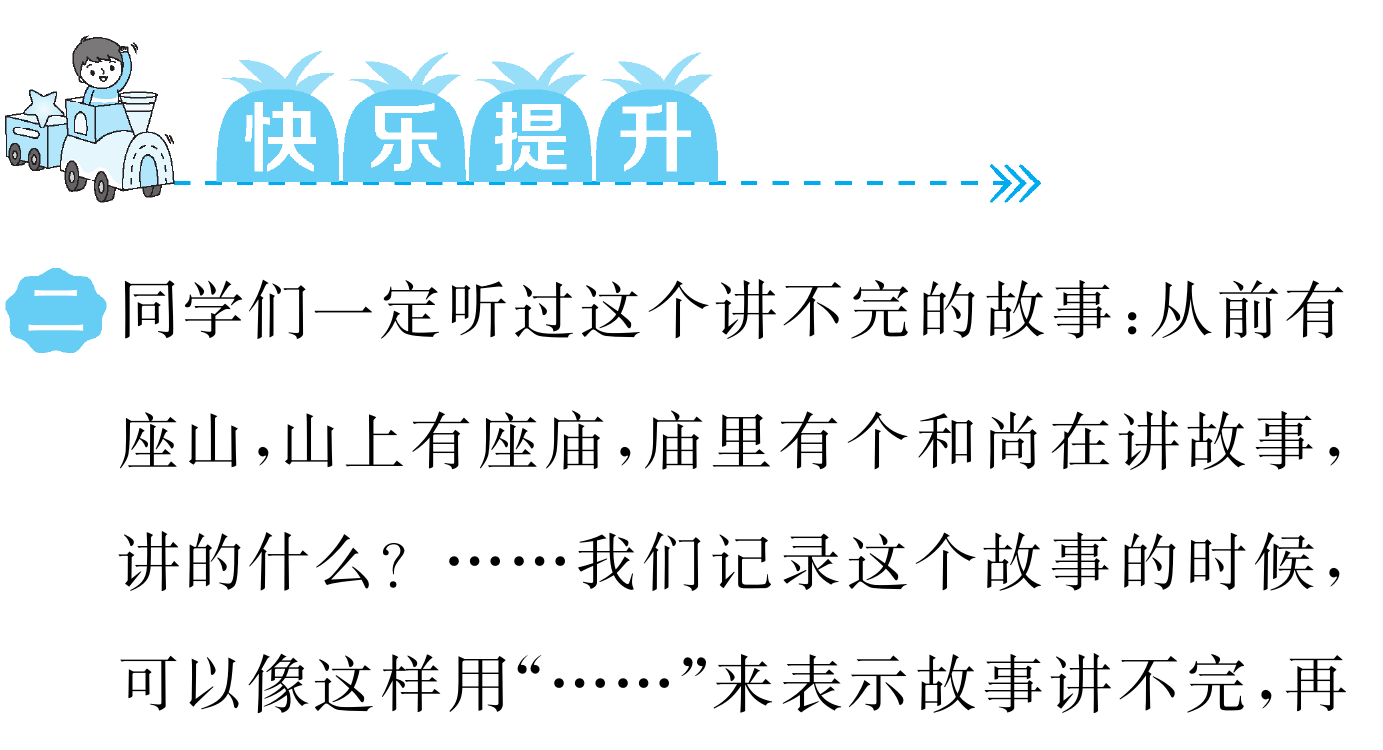 快乐提升
二 同学们一定听过这个讲不完的故事:从前有
座山,山上有座庙,庙里有个和尚在讲故事,
讲的什么? ……我们记录这个故事的时候,
可以像这样用“……”来表示故事讲不完,再